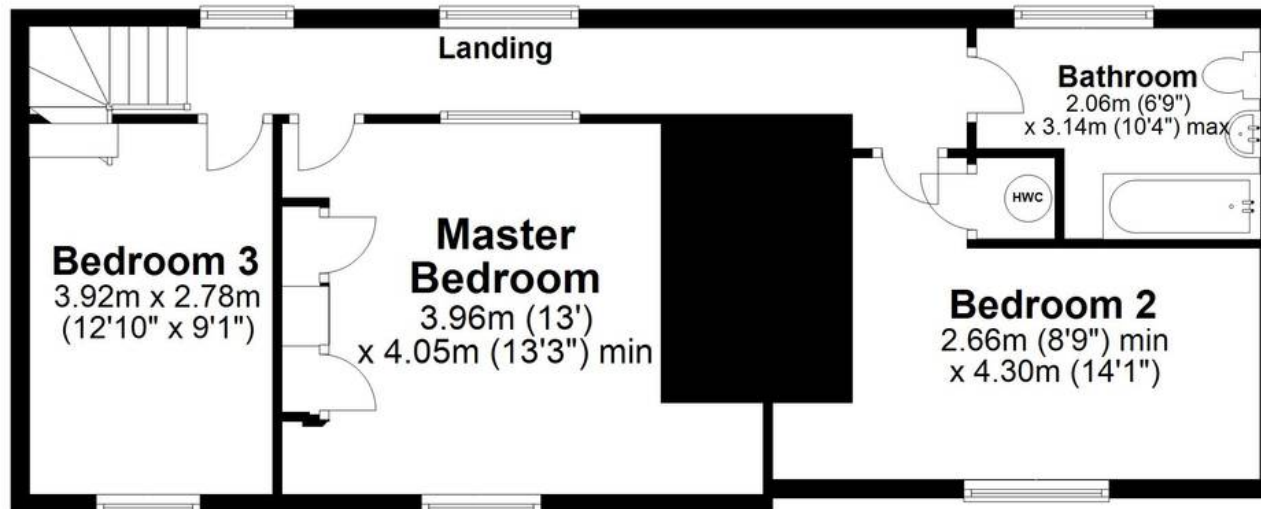 Landing
Bathroom
2.06m (6'9")
x 3.14m (10'4") max
HWC
Master
Bedroom
3.96m (13')
x 4.05m (13'3") min
Bedroom 3
3.92m x 2.78m
(12'10" x 9'1")
Bedroom 2
2.66m (8'9") min
x 4.30m (14'1")